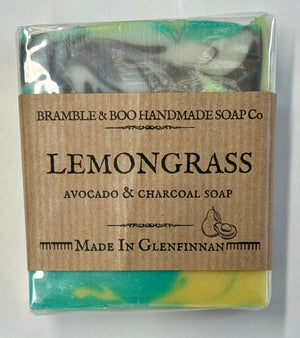 BRAMBLE & BOO HANDMADE SOAP Co
LEMONGRASS
AVOCADO & CHARCOAL SOAP
MADE IN GLENFINNAN